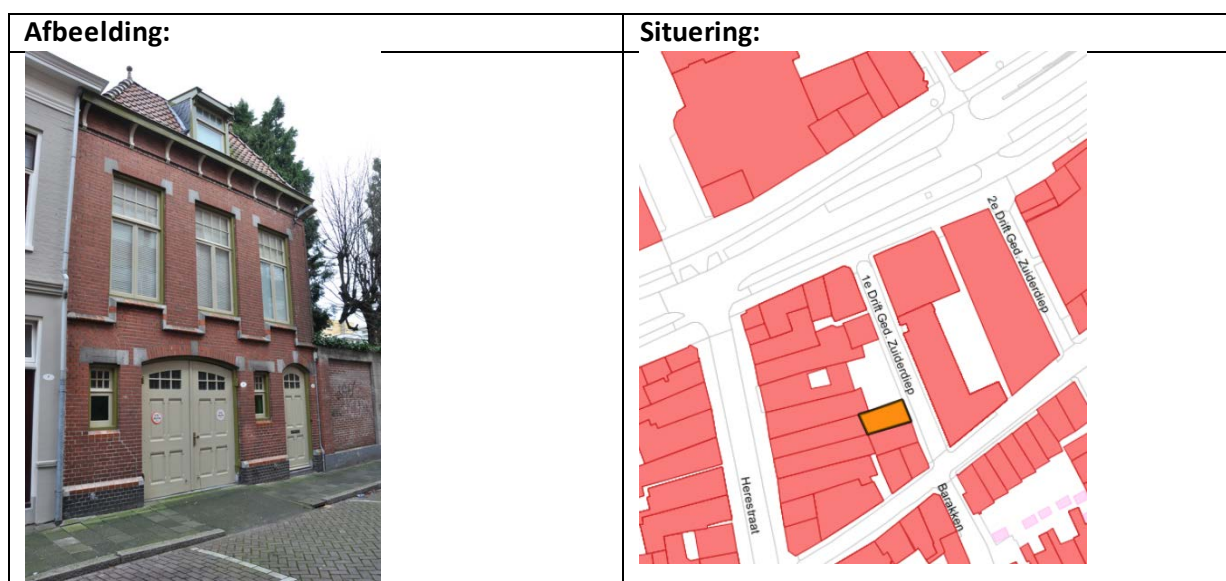 Afbeelding:
Situering:
2e Drift Ged. Zuiderdiep
1e Drift Ged. Zuiderdiep
Herestraat
Barakken